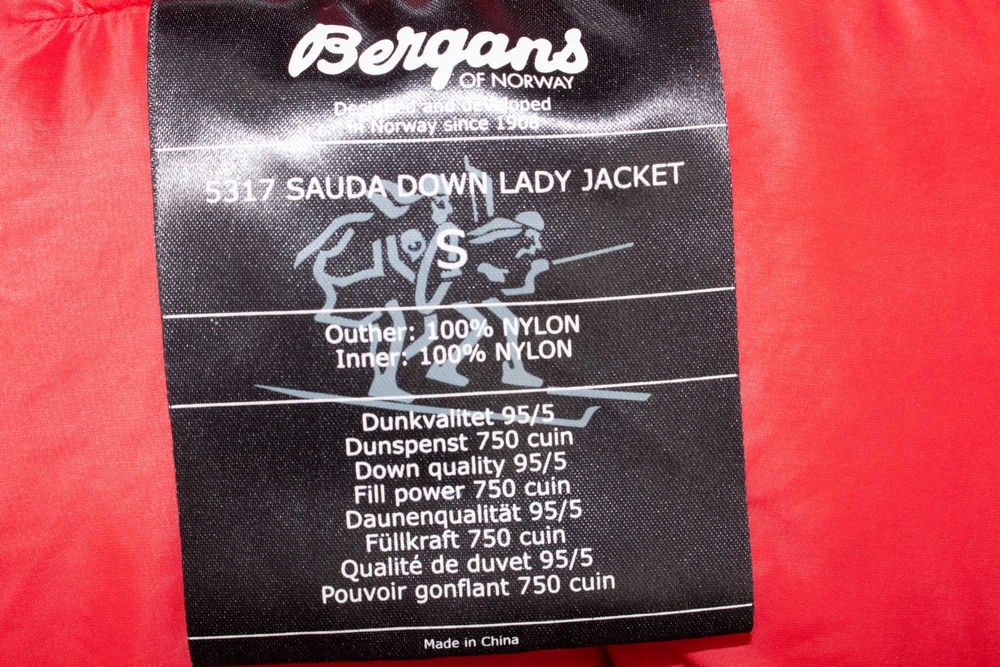 Bergans
OF NORWAY
Designed and developed
in Norway since 1908
5317 SAUDA DOWN LADY JACKET
S
Outher: 100% NYLON
Inner: 100% NYLON
Dunkvalitet 95/5
Dunspenst 750 cuin
Down quality 95/5
Fill power 750 cuin
Daunenqualität 95/5
Füllkraft 750 cuin
Qualité de duvet 95/5
Pouvoir gonflant 750 cuin
Made in China